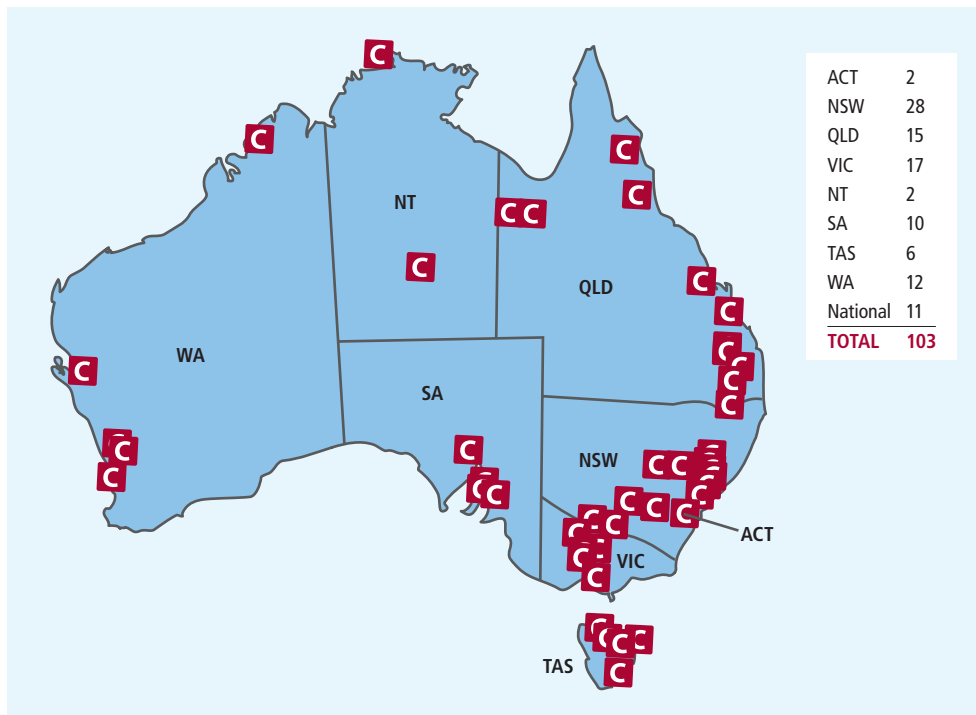 C
C
C
C
NT
C C
C
QLD
C
C
WA
C
C
C
C
C
C
SA
C
C
C
C
C
C
C
C
NSW
C C
C
C
C
C
C
C
C
C
C
C
C
C
C
ACT
C
C
VIC
C
C
C
C
C
TAS
C
ACT 2
NSW 28
QLD 15
VIC 17
NT 2
SA 10
TAS 6
WA 12
National 11
TOTAL 103